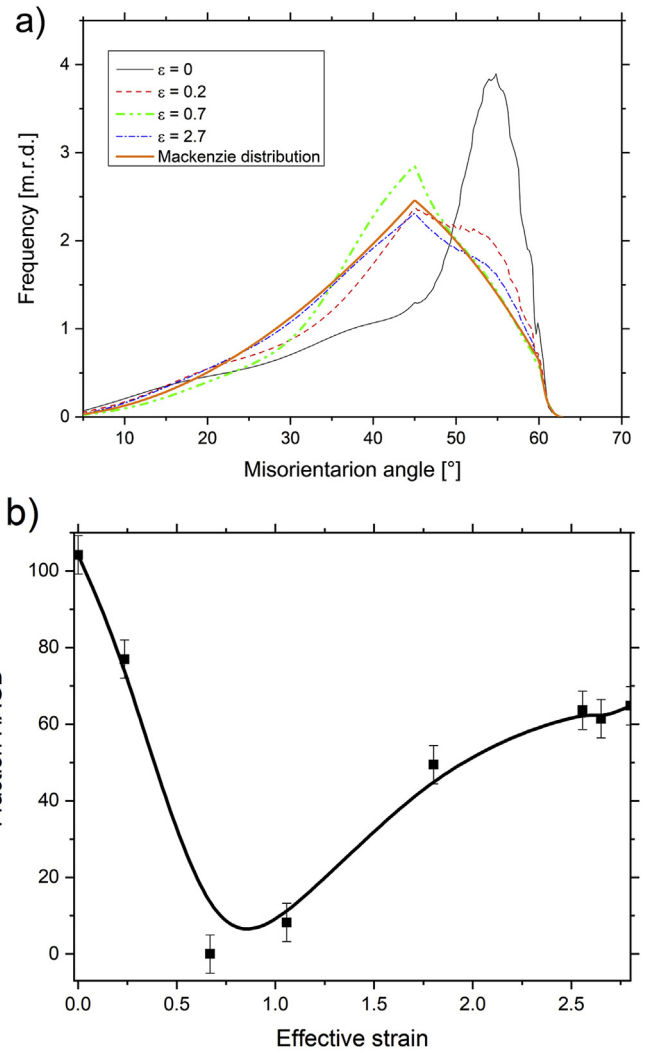 a)
Frequency [m.r.d.]
4
3
2
1
0
ε = 0
ε = 0.2
ε = 0.7
ε = 2.7
Mackenzie distribution
10 20 30 40 50 60 70
Misorientarion angle [°]
b)
100
80
60
40
20
0
0.0 0.5 1.0 1.5 2.0 2.5
Effective strain